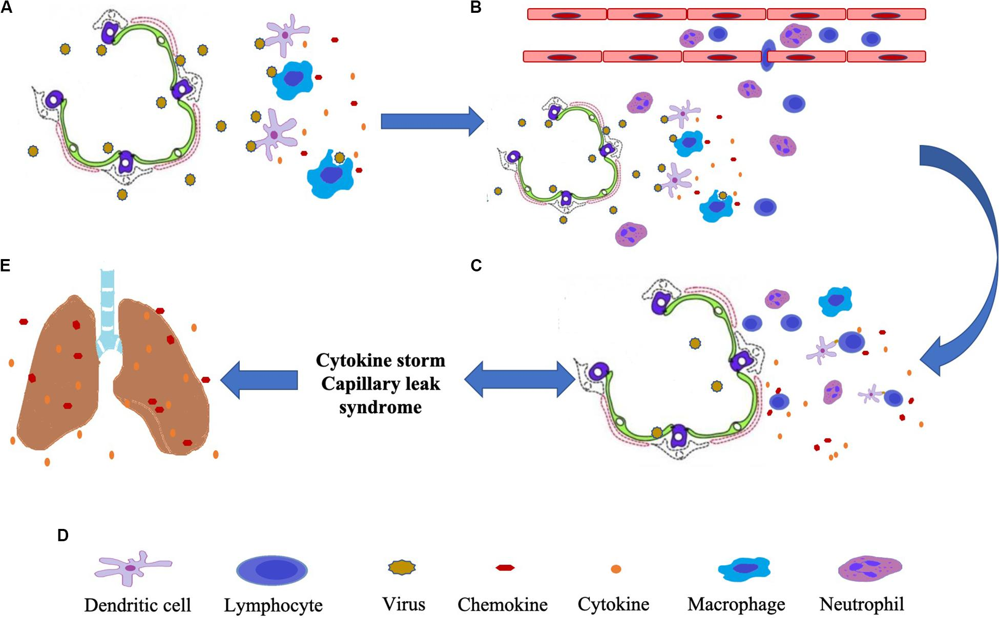 A
B
E
C
Cytokine storm
Capillary leak
syndrome
D
Dendritic cell
Lymphocyte
Virus
Chemokine
Cytokine
Macrophage
Neutrophil